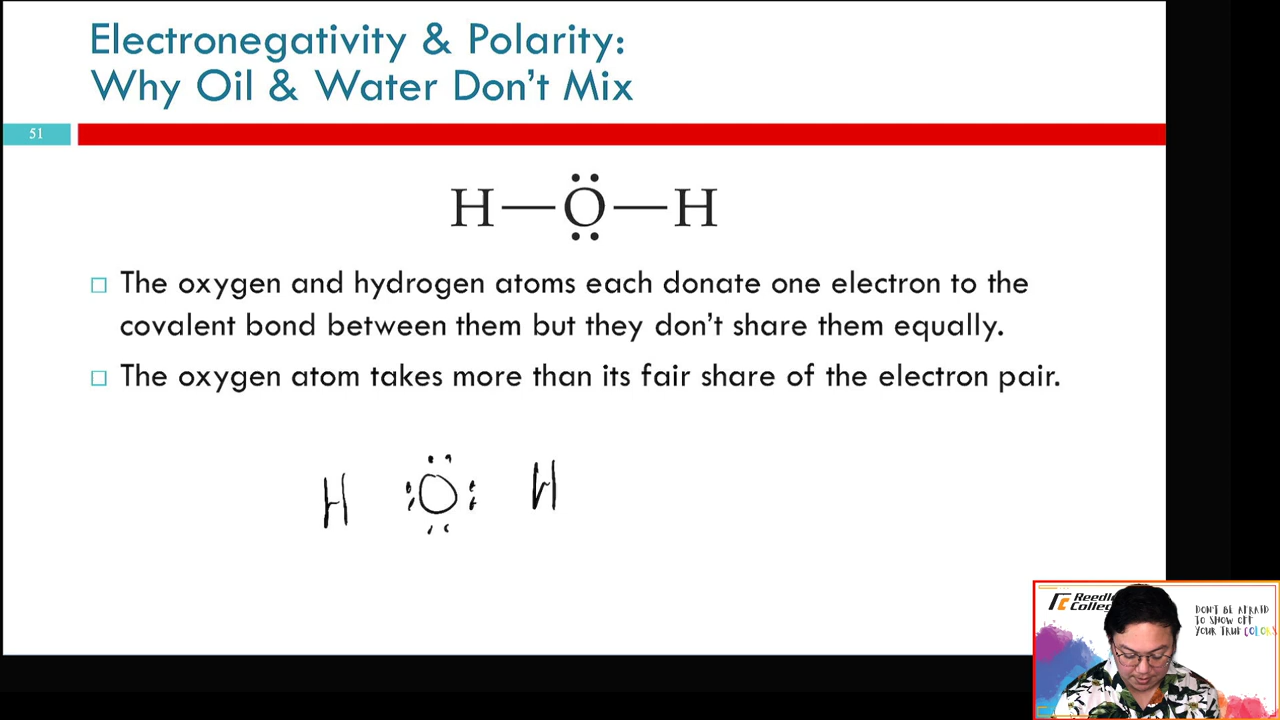 Electronegativity & Polarity:
Why Oil & Water Don't Mix
51
H—Ö̤—H
□ The oxygen and hydrogen atoms each donate one electron to the
covalent bond between them but they don't share them equally.
□ The oxygen atom takes more than its fair share of the electron pair.
H :Ö̤: H
DON'T BE AFRAID
TO SHOW OFF
YOUR TRUE COLORS